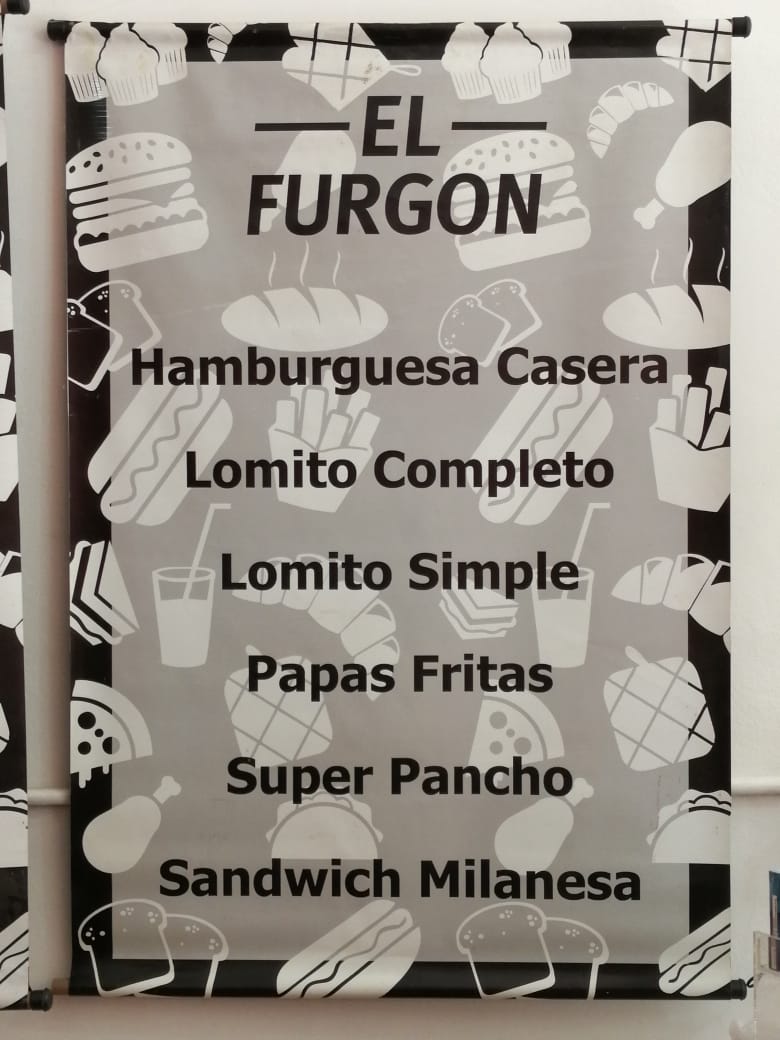 EL
FURGON
Hamburguesa Casera
Lomito Completo
Lomito Simple
Papas Fritas
Super Pancho
Sandwich Milanesa